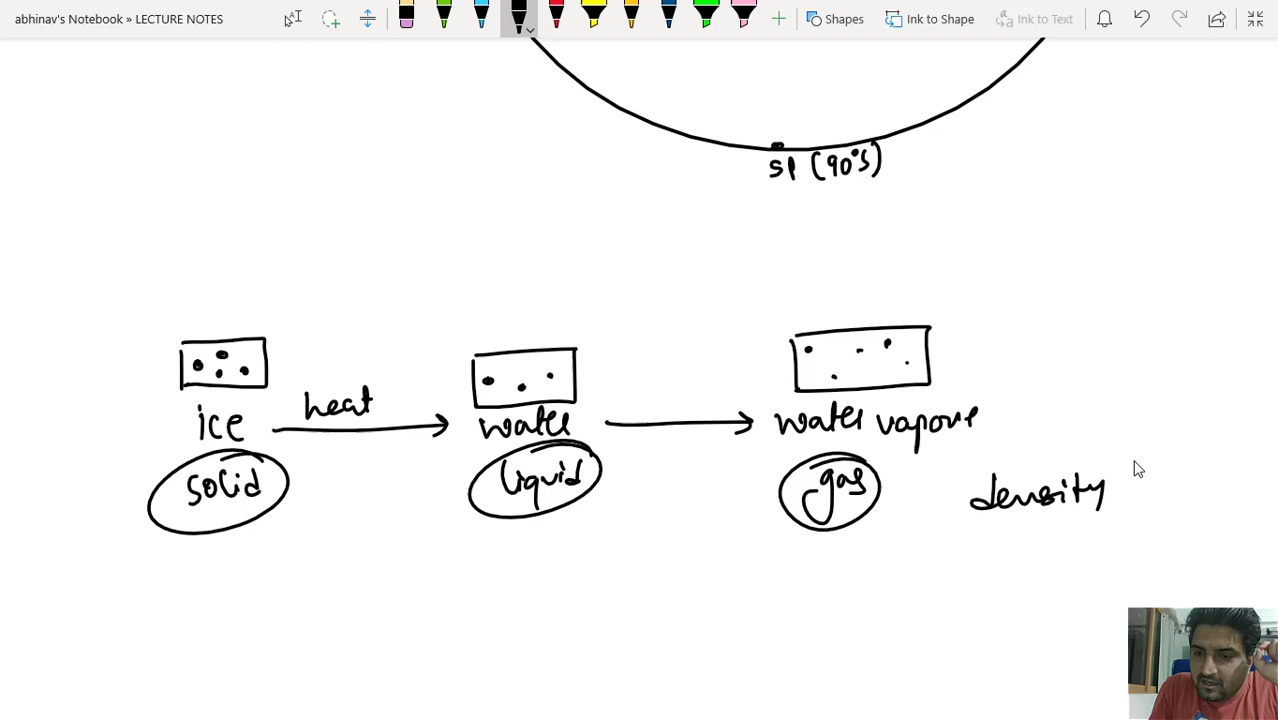 abhinav's Notebook » LECTURE NOTES
Shapes
Ink to Shape
Ink to Text
SP (90°S)
ice
heat
water
water vapour
solid
liquid
gas
density